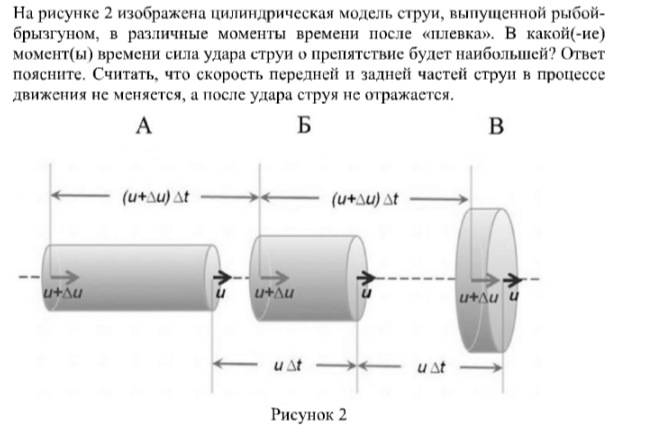 На рисунке 2 изображена цилиндрическая модель струи, выпущенной рыбой-
брызгуном, в различные моменты времени после «плевка». В какой(-ие)
момент(ы) времени сила удара струи о препятствие будет наибольшей? Ответ
поясните. Считать, что скорость передней и задней частей струи в процессе
движения не меняется, а после удара струя не отражается.
А Б В
(u+Δu) Δt (u+Δu) Δt
u+Δu u u+Δu u u+Δu u
u Δt u Δt
Рисунок 2